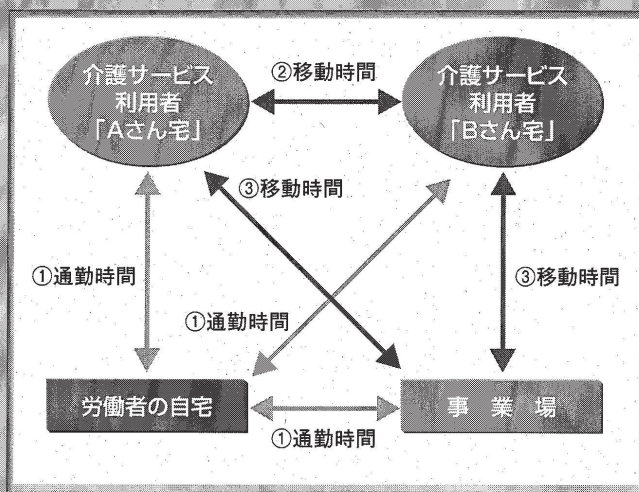 介護サービス
利用者
「Aさん宅」
②移動時間
介護サービス
利用者
「Bさん宅」
③移動時間
①通勤時間
①通勤時間
③移動時間
労働者の自宅
①通勤時間
事業場